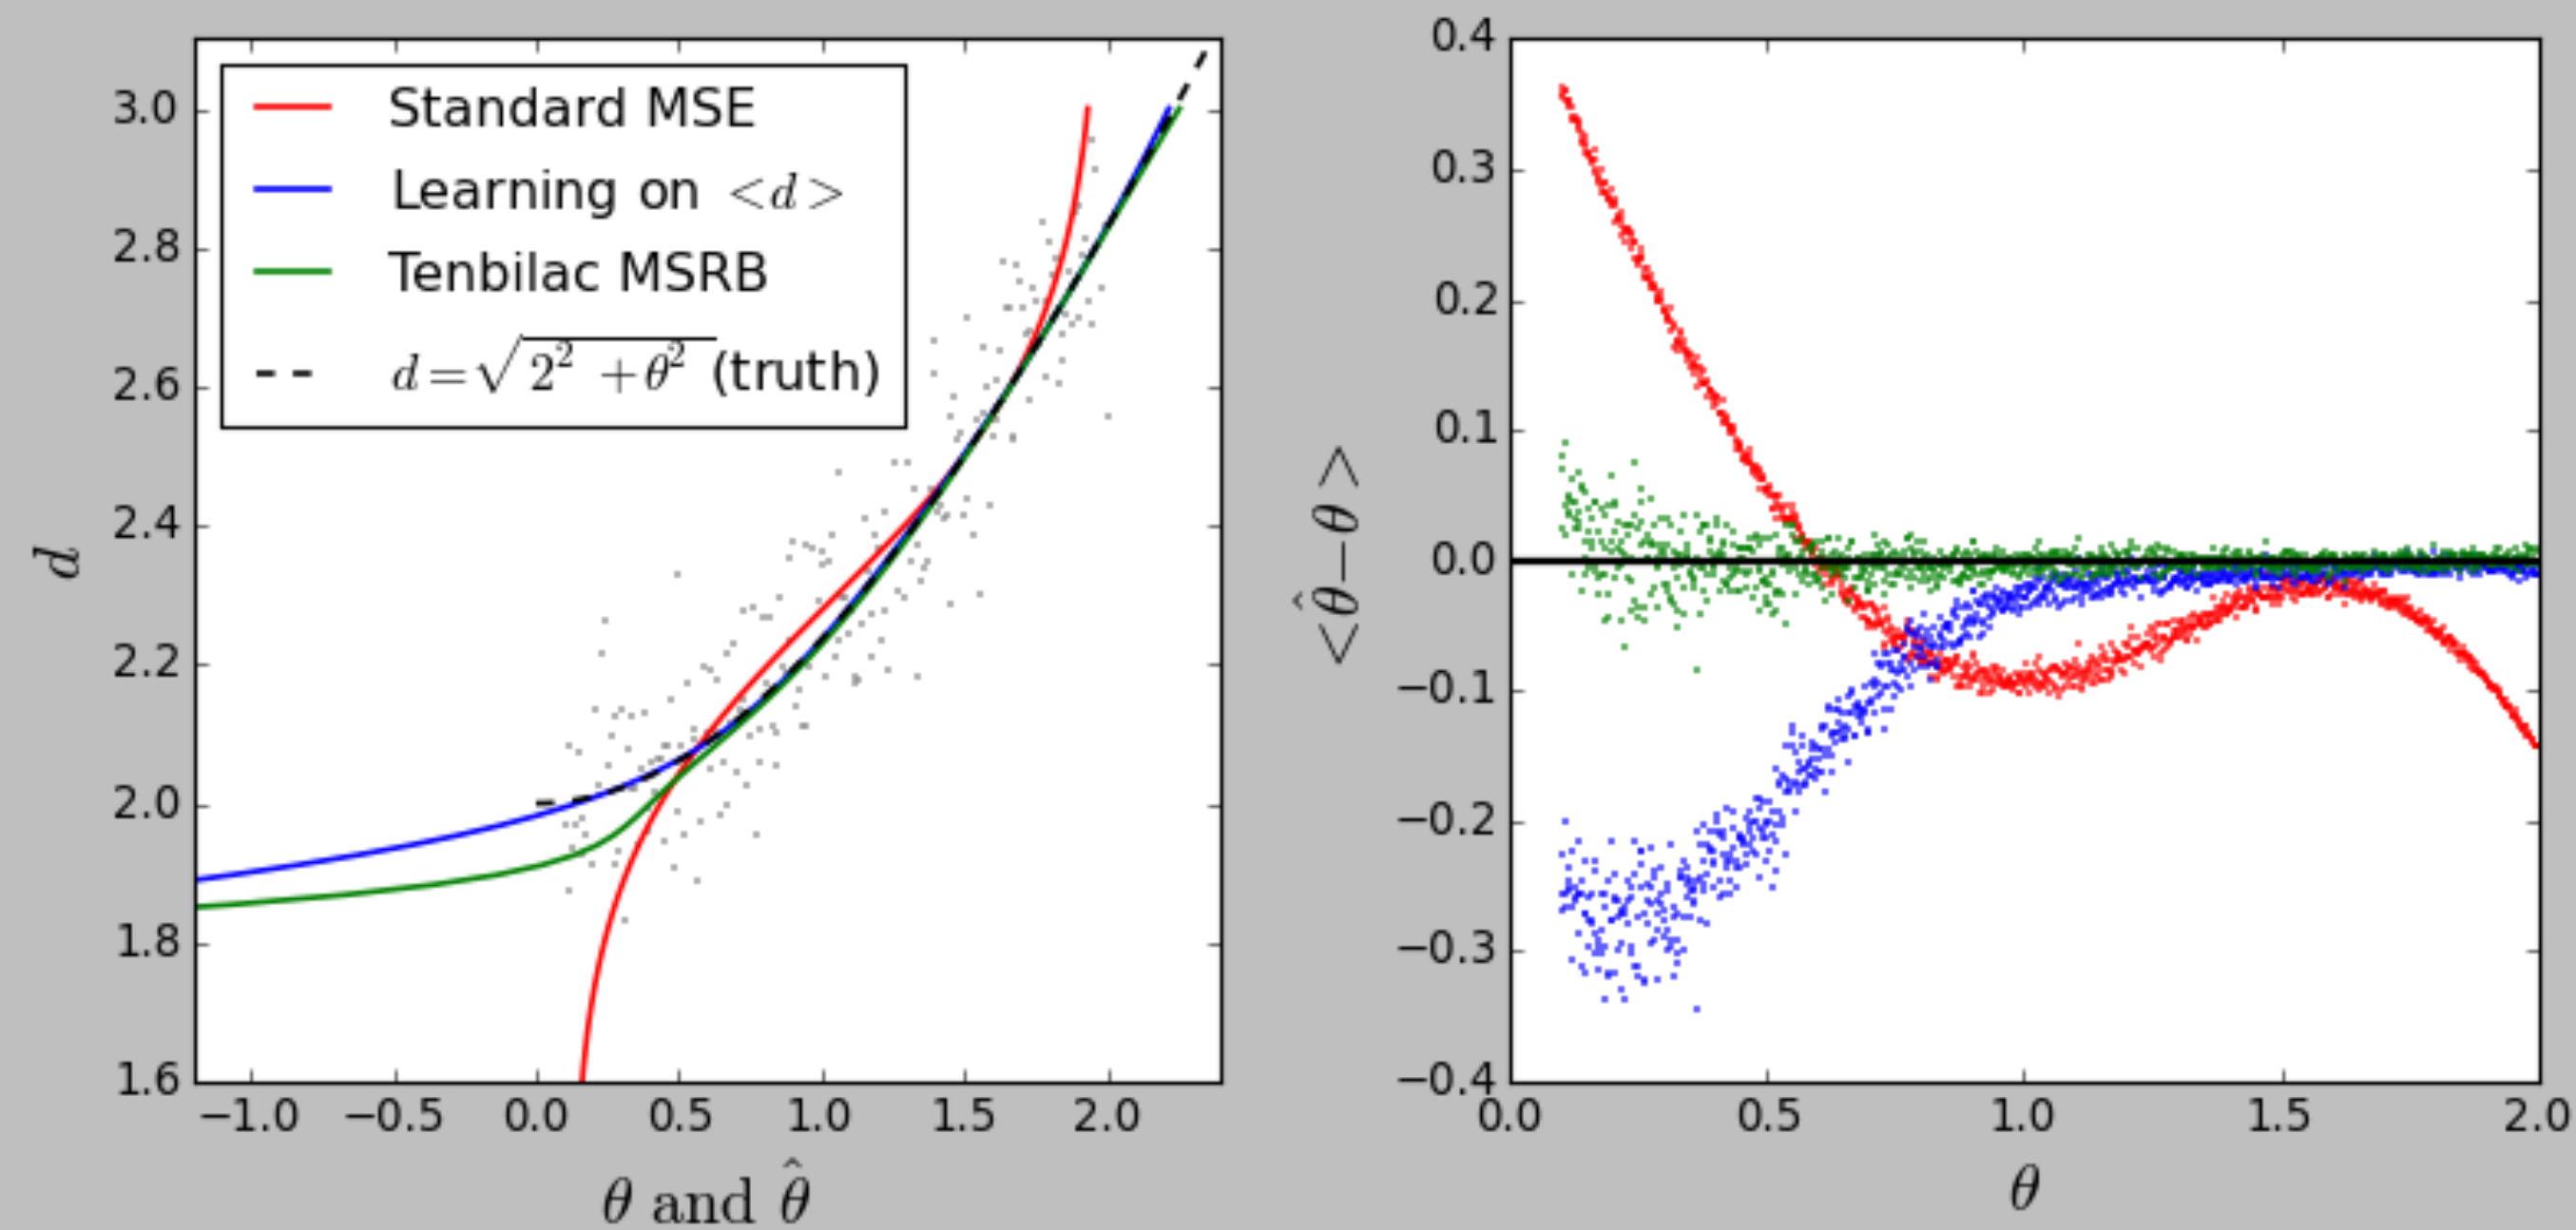 Standard MSE
Learning on <d>
Tenbilac MSRB
d=√2² +θ² (truth)
3.0
2.8
2.6
2.4
2.2
2.0
1.8
1.6
d
−1.0 −0.5 0.0 0.5 1.0 1.5 2.0
θ and θ̂
0.4
0.3
0.2
0.1
0.0
−0.1
−0.2
−0.3
−0.4
<θ̂−θ>
0.0 0.5 1.0 1.5 2.0
θ